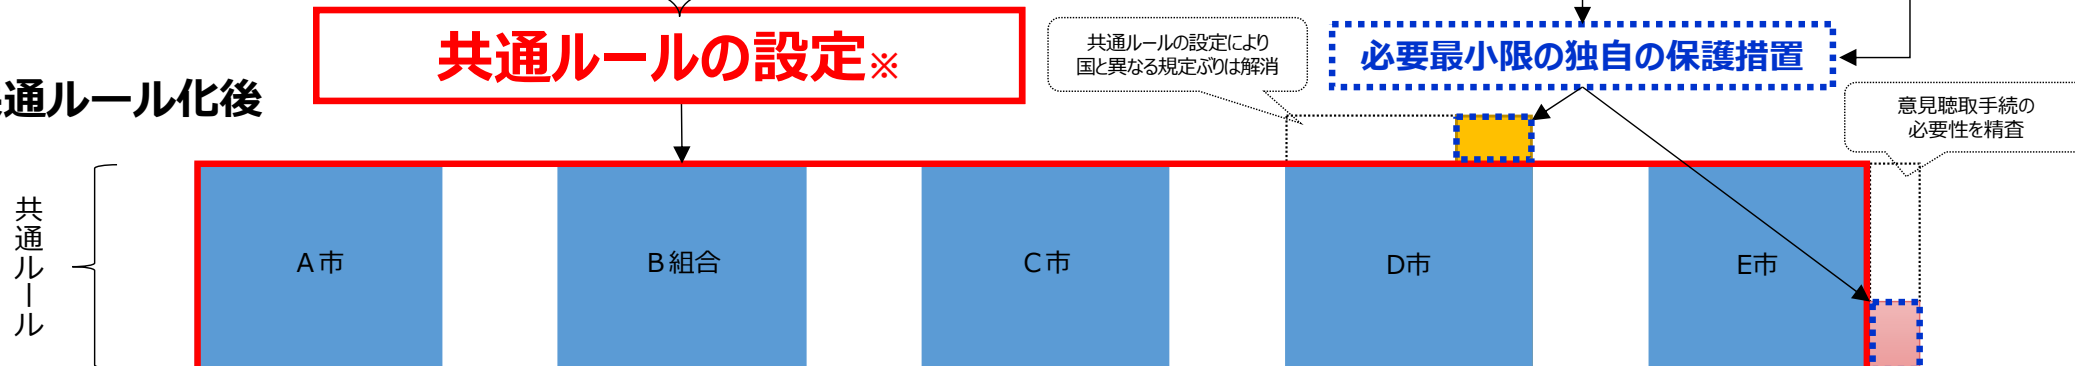 共通ルールの設定※
共通ルールの設定により
国と異なる規定ぶりは解消
必要最小限の独自の保護措置
通ルール化後
意見聴取手続の
必要性を精査
共通ルール
A市
B組合
C市
D市
E市